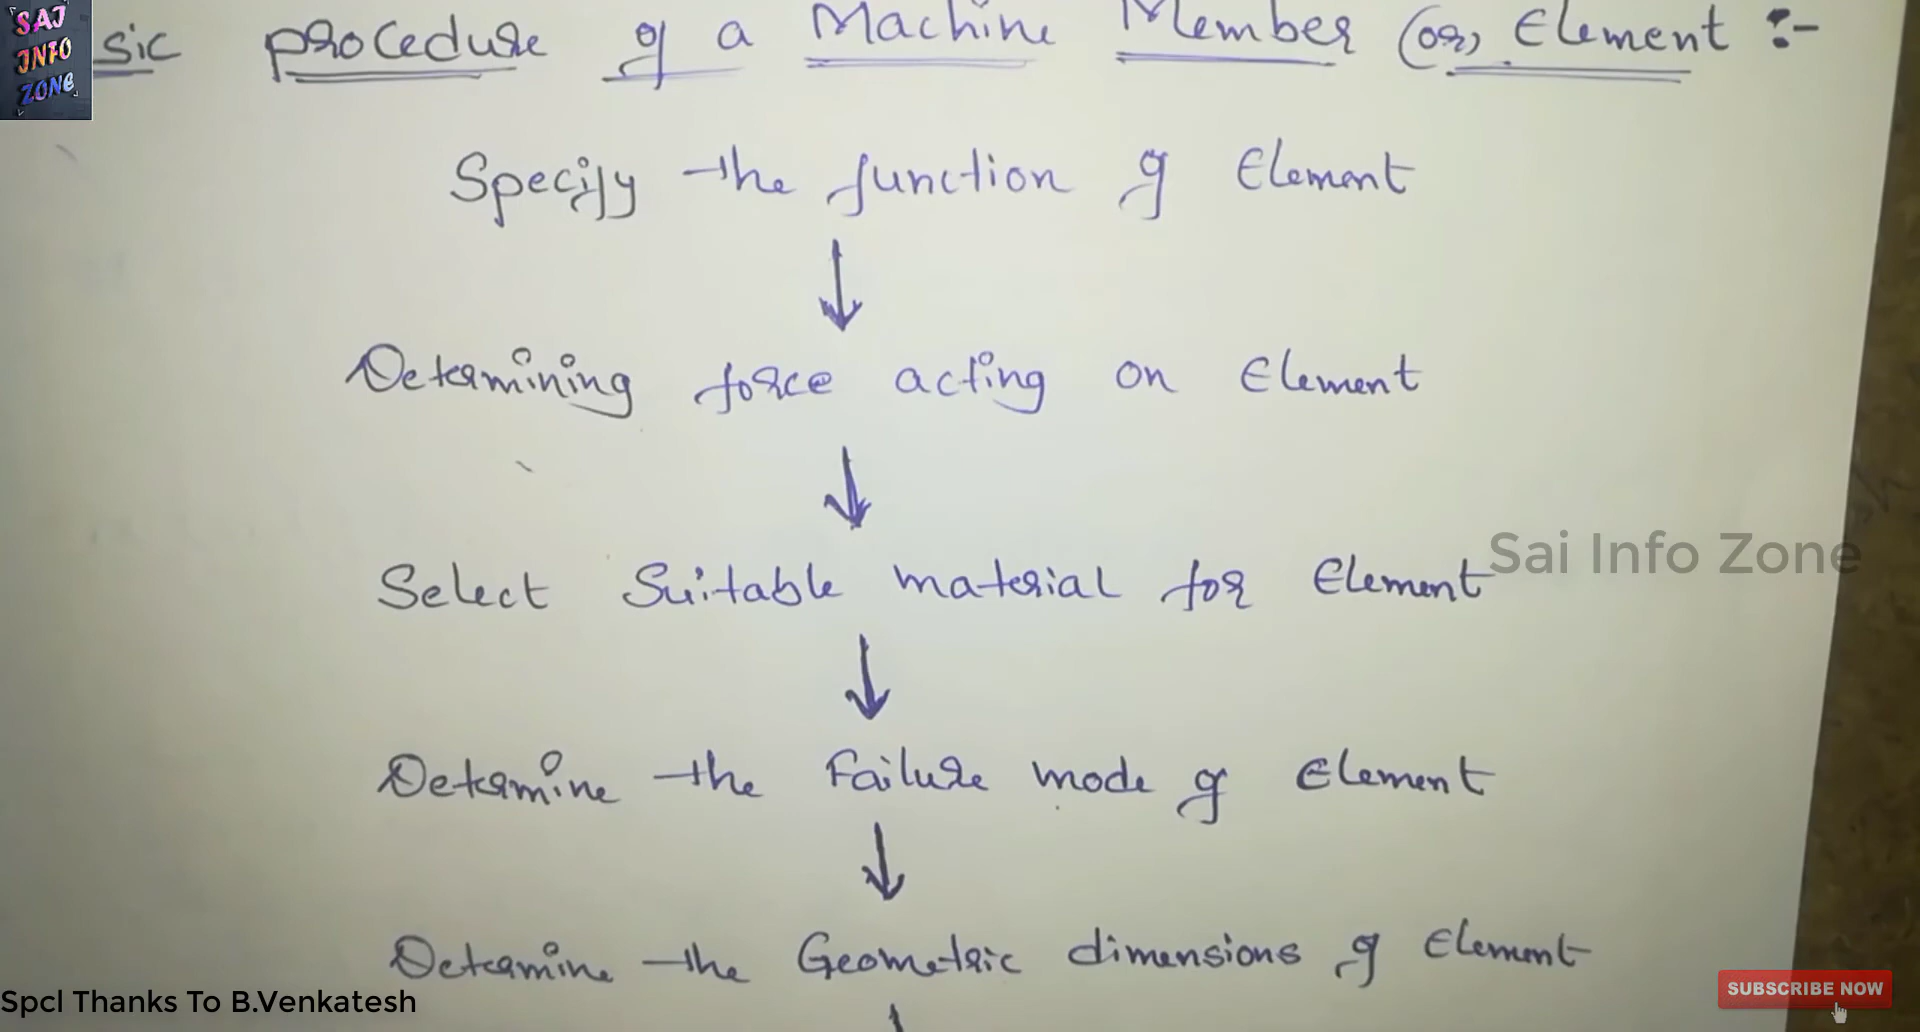 SAI
INFO
ZONE
sic procedure of a Machine Member (or) Element :-
Specify the function of Element
Determining force acting on Element
Select Suitable material for Element
Sai Info Zone
Determine the Failure mode of Element
Determine the Geometric dimensions of Element
Spcl Thanks To B.Venkatesh
SUBSCRIBE NOW